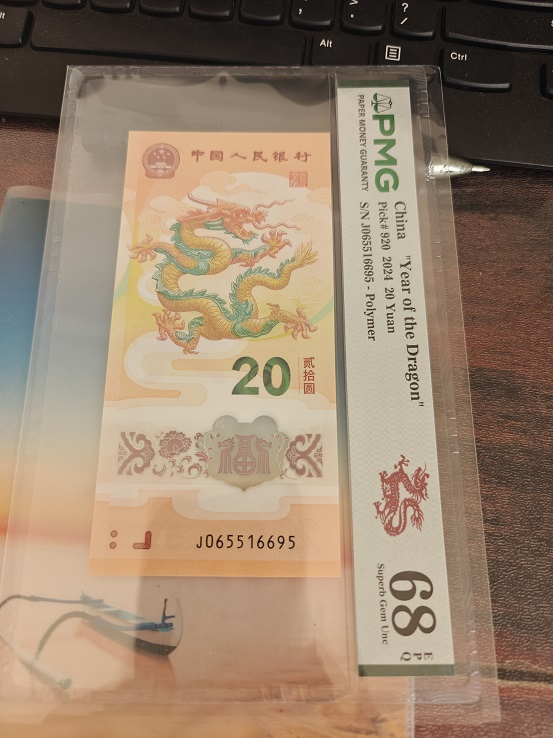 Alt
Ctrl
?
/
中国人民银行
20
贰拾圆
福
J065516695
PMG
PAPER MONEY GUARANTY
China
"Year of the Dragon"
Pick# 920 2024 20 Yuan
S/N J065516695 - Polymer
68
EPQ
Superb Gem Unc